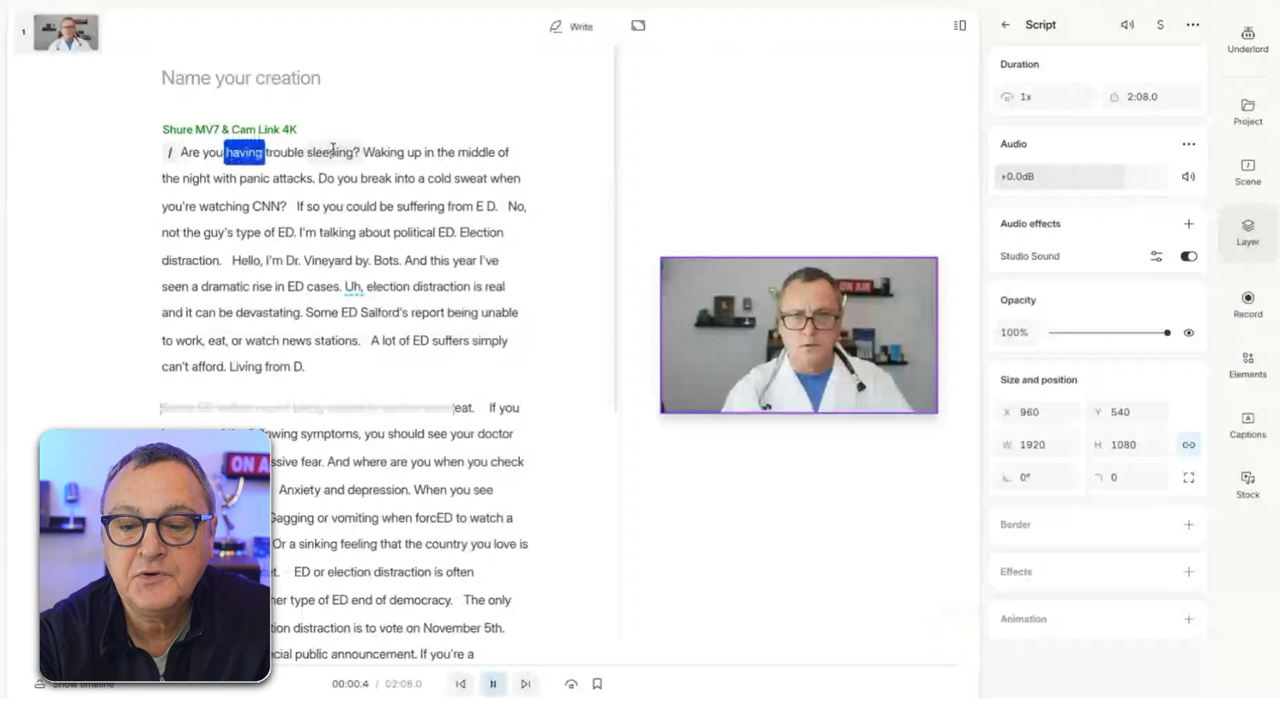 1
Write
Script
S
Underlord
Name your creation
Duration
1x
2:08.0
Project
Shure MV7 & Cam Link 4K
/ Are you having trouble sleeping? Waking up in the middle of
the night with panic attacks. Do you break into a cold sweat when
you're watching CNN? If so you could be suffering from E D. No,
not the guy's type of ED. I'm talking about political ED. Election
distraction. Hello, I'm Dr. Vineyard by. Bots. And this year I've
seen a dramatic rise in ED cases. Uh, election distraction is real
and it can be devastating. Some ED Salford's report being unable
to work, eat, or watch news stations. A lot of ED suffers simply
can't afford. Living from D.
eat. If you
owing symptoms, you should see your doctor
ssive fear. And where are you when you check
Anxiety and depression. When you see
Gagging or vomiting when forcED to watch a
Or a sinking feeling that the country you love is
t. ED or election distraction is often
her type of ED end of democracy. The only
tion distraction is to vote on November 5th.
cial public announcement. If you're a
ON AIR
ON A
Audio
+0.0dB
Scene
Audio effects
Studio Sound
Layer
Opacity
100%
Record
Size and position
X 960
Y 540
W 1920
H 1080
0°
0
Elements
Captions
Stock
Border
Effects
Animation
Show timeline
00:00.4 / 02:08.0